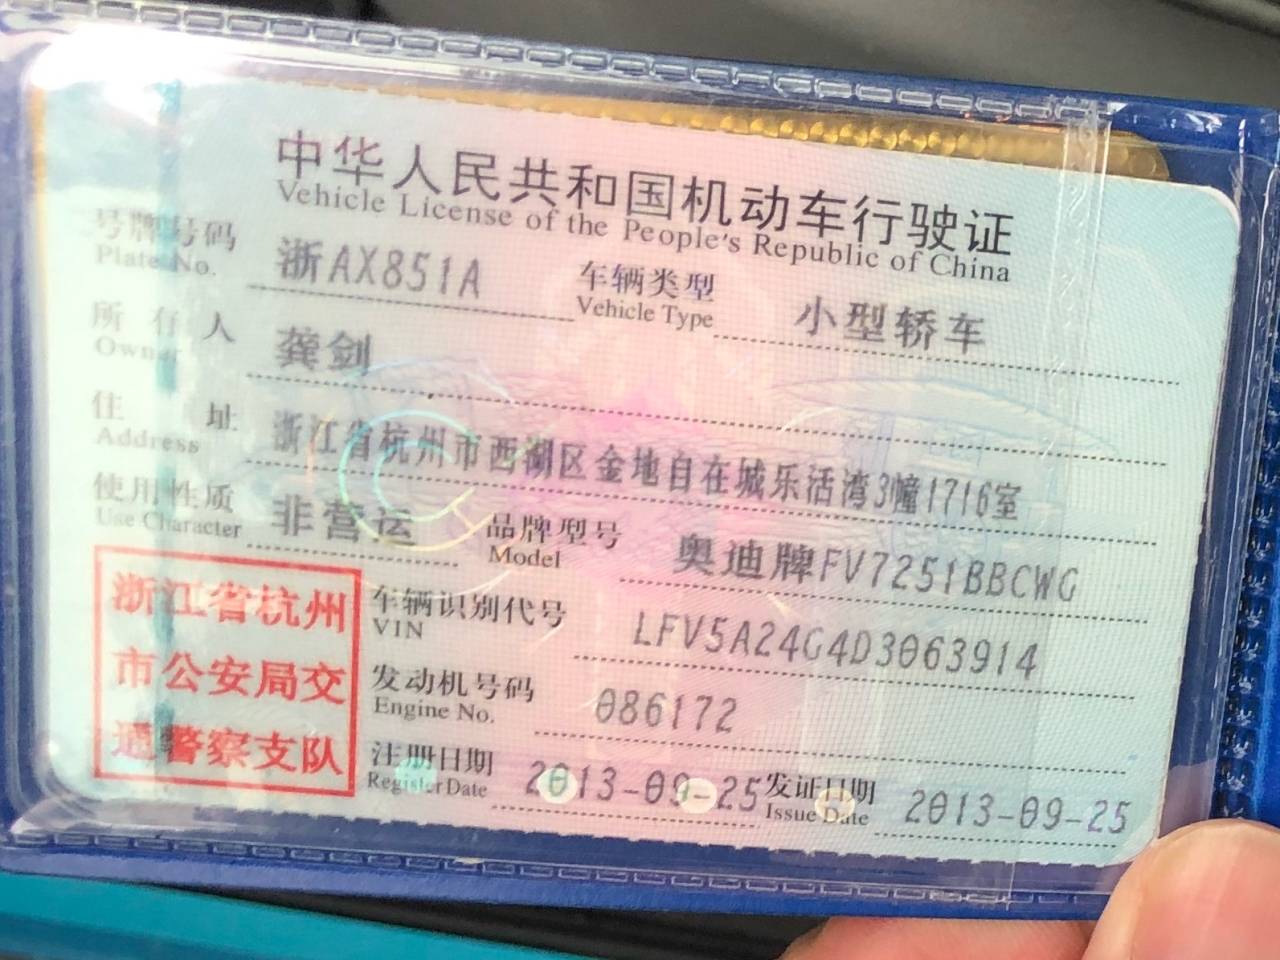 中华人民共和国机动车行驶证
Vehicle License of the People's Republic of China
号牌号码 浙AX851A 车辆类型 小型轿车
Plate No. Vehicle Type
所有人 龚剑
Owner
住址 浙江省杭州市西湖区金地自在城乐活湾3幢1716室
Address
使用性质 非营运 品牌型号 奥迪牌FV7251BBCWG
Use Character Model
浙江省杭州
市公安局交
通警察支队
车辆识别代号 LFV5A24G4D3063914
VIN
发动机号码 086172
Engine No.
注册日期 2013-09-25 发证日期 2013-09-25
Register Date Issue Date